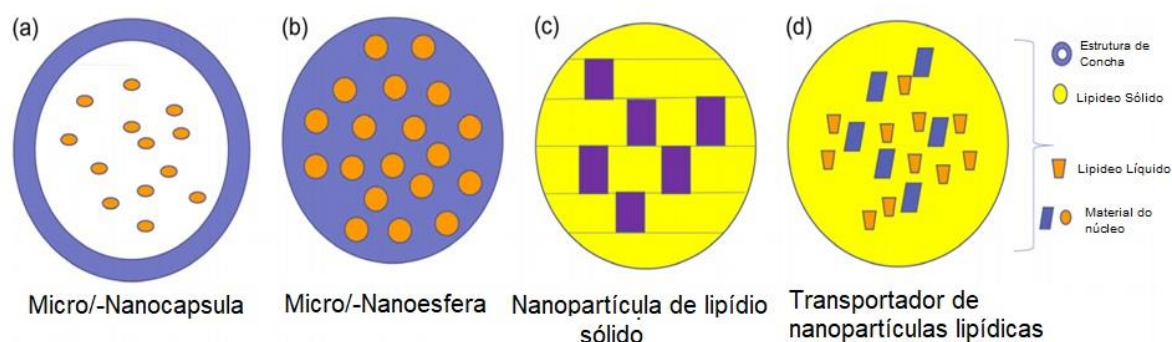 (a)
(b)
(c)
(d)
Estrutura de
Concha
Lipideo Sólido
Lipideo Líquido
Material do
núcleo
Micro/-Nanocapsula
Micro/-Nanoesfera
Nanopartícula de lipídio
sólido
Transportador de
nanopartículas lipídicas